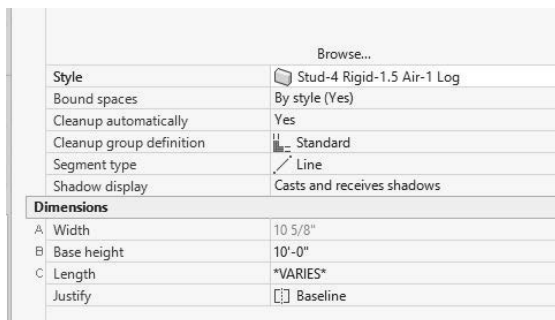 Browse...
Style Stud-4 Rigid-1.5 Air-1 Log
Bound spaces By style (Yes)
Cleanup automatically Yes
Cleanup group definition Standard
Segment type Line
Shadow display Casts and receives shadows
Dimensions
A Width 10 5/8"
B Base height 10'-0"
C Length *VARIES*
Justify Baseline